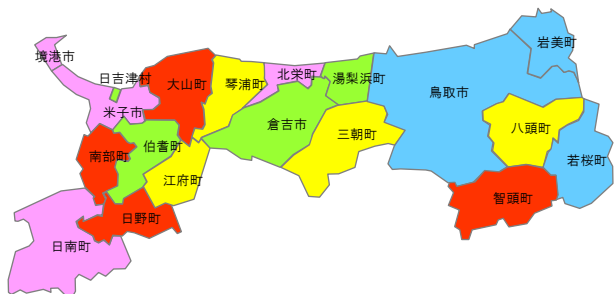 境港市
日吉津村
米子市
大山町
琴浦町
北栄町
湯梨浜町
鳥取市
岩美町
倉吉市
三朝町
八頭町
若桜町
智頭町
南部町
伯耆町
江府町
日野町
日南町